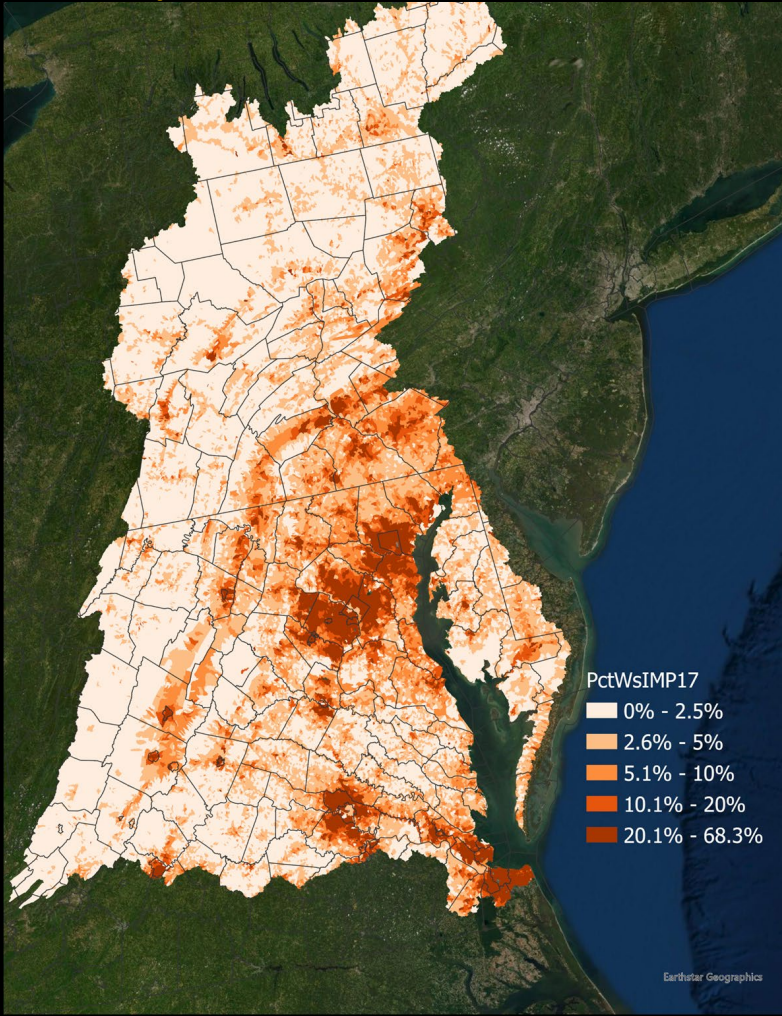 PctWsIMP17
0% - 2.5%
2.6% - 5%
5.1% - 10%
10.1% - 20%
20.1% - 68.3%
Earthstar Geographics